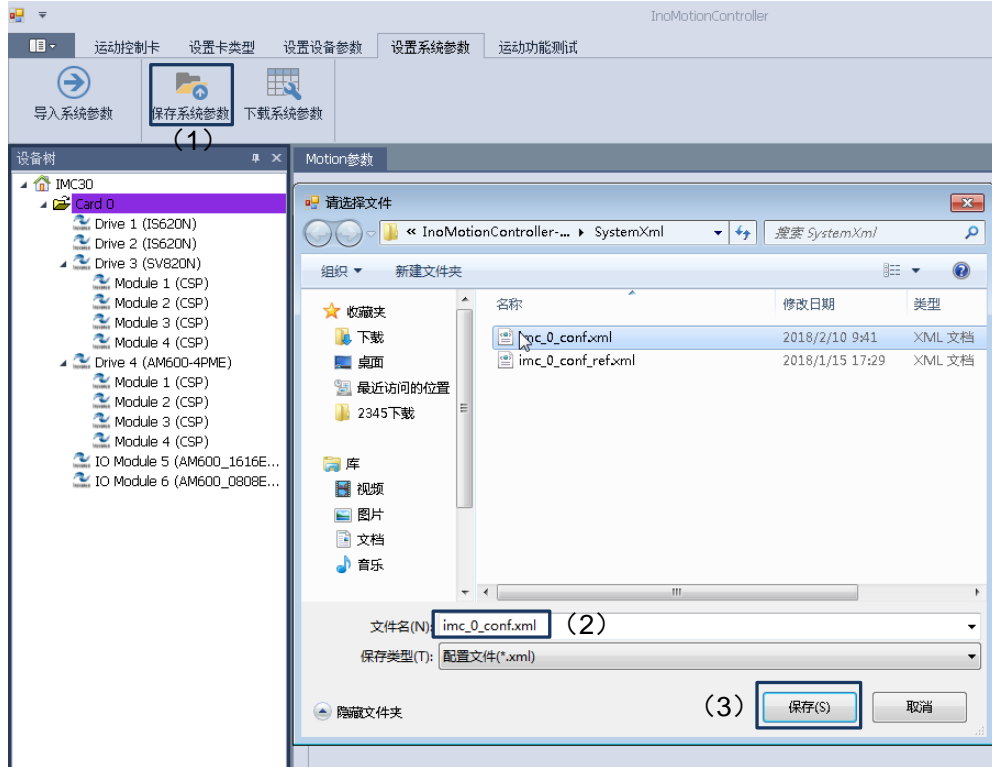 InoMotionController
运动控制卡 设置卡类型 设置设备参数 设置系统参数 运动功能测试
导入系统参数 保存系统参数 下载系统参数
（1）
设备树
Motion参数
IMC30
Card 0
Drive 1 (IS620N)
Drive 2 (IS620N)
Drive 3 (SV820N)
Module 1 (CSP)
Module 2 (CSP)
Module 3 (CSP)
Module 4 (CSP)
Drive 4 (AM600-4PME)
Module 1 (CSP)
Module 2 (CSP)
Module 3 (CSP)
Module 4 (CSP)
IO Module 5 (AM600_1616E...
IO Module 6 (AM600_0808E...
请选择文件
« InoMotionController-... SystemXml 搜索 SystemXml
组织 新建文件夹
收藏夹
下载
桌面
最近访问的位置
2345下载
库
视频
图片
文档
音乐
名称 修改日期 类型
imc_0_conf.xml 2018/2/10 9:41 XML 文档
imc_0_conf_ref.xml 2018/1/15 17:29 XML 文档
文件名(N): imc_0_conf.xml （2）
保存类型(T): 配置文件(*.xml)
隐藏文件夹 （3） 保存(S) 取消